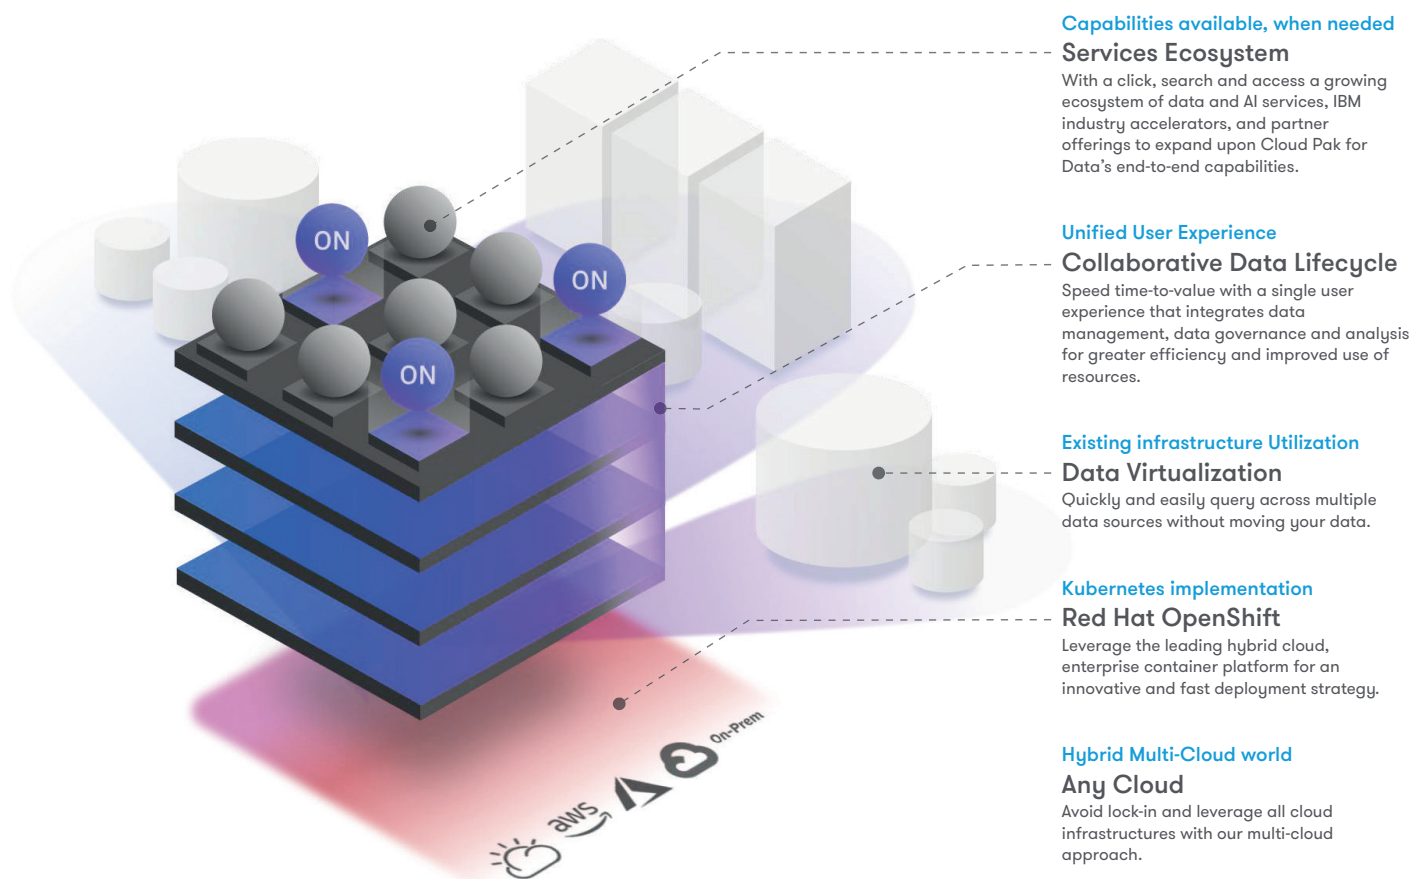 Capabilities available, when needed
Services Ecosystem
With a click, search and access a growing
ecosystem of data and AI services, IBM
industry accelerators, and partner
offerings to expand upon Cloud Pak for
Data's end-to-end capabilities.
Unified User Experience
Collaborative Data Lifecycle
Speed time-to-value with a single user
experience that integrates data
management, data governance and analysis
for greater efficiency and improved use of
resources.
Existing infrastructure Utilization
Data Virtualization
Quickly and easily query across multiple
data sources without moving your data.
Kubernetes implementation
Red Hat OpenShift
Leverage the leading hybrid cloud,
enterprise container platform for an
innovative and fast deployment strategy.
Hybrid Multi-Cloud world
Any Cloud
Avoid lock-in and leverage all cloud
infrastructures with our multi-cloud
approach.
ON
ON
ON
aws
On-Prem